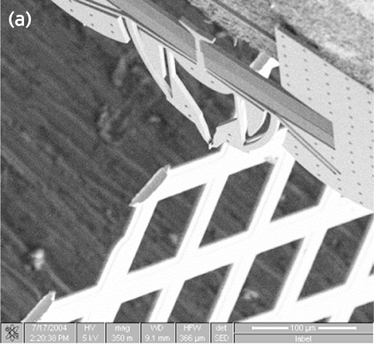 (a)
7/17/2004 HV mag WD HFW det 100 μm
2:20:36 PM 5 kV 350 x 9.1 mm 366 μm SED label